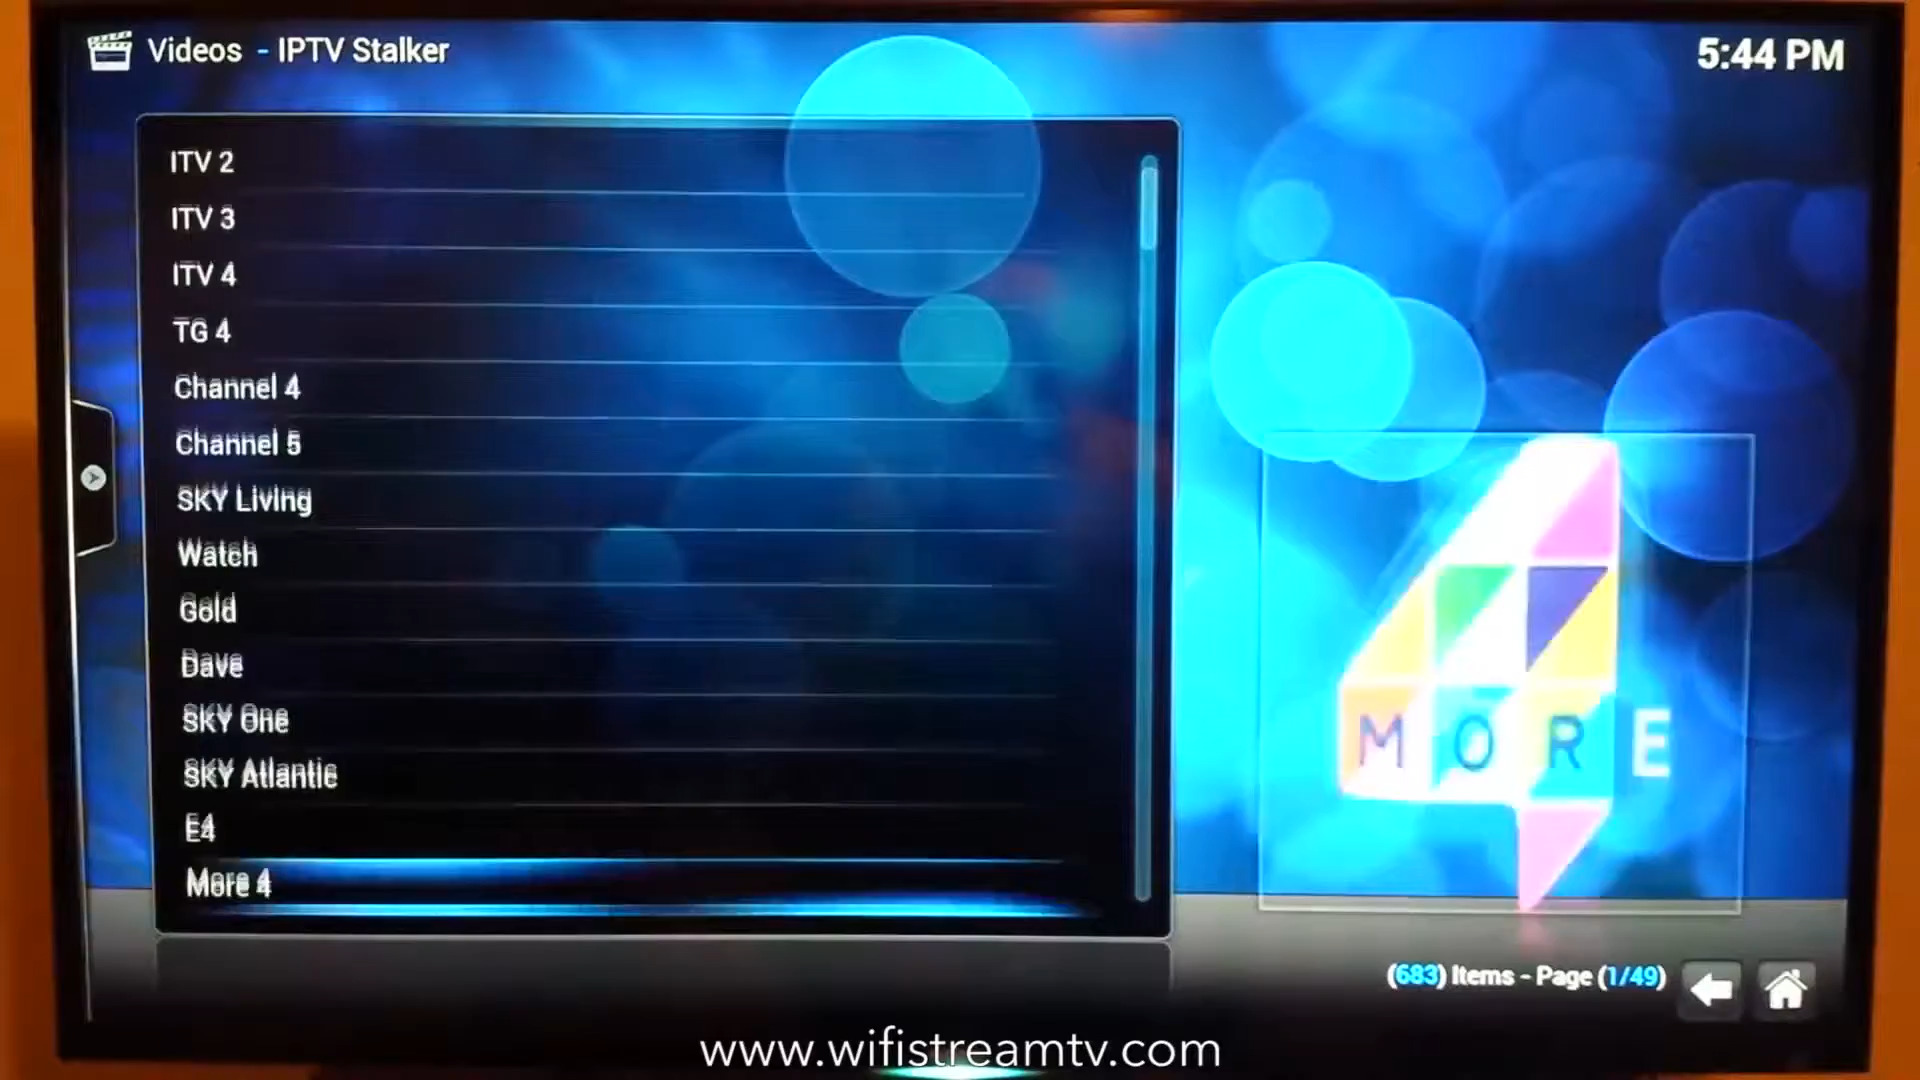 Videos - IPTV Stalker
5:44 PM
ITV 2
ITV 3
ITV 4
TG 4
Channel 4
Channel 5
SKY Living
Watch
Gold
Dave
SKY One
SKY Atlantic
E4
More 4
MORE
(683) Items - Page (1/49)
www.wifistreamtv.com